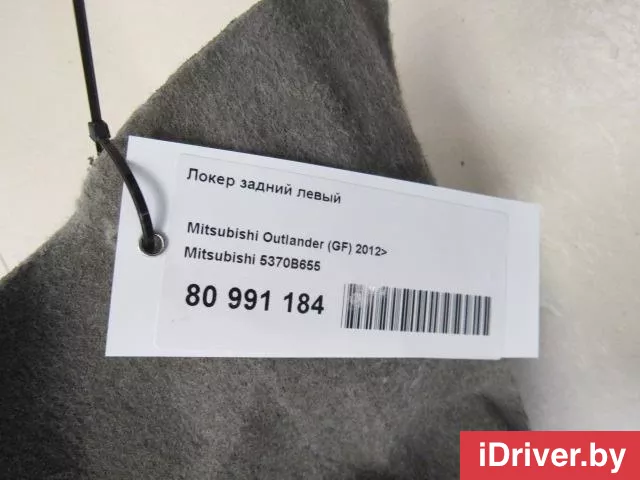 Локер задний левый
Mitsubishi Outlander (GF) 2012>
Mitsubishi 5370B655
80 991 184
iDriver.by